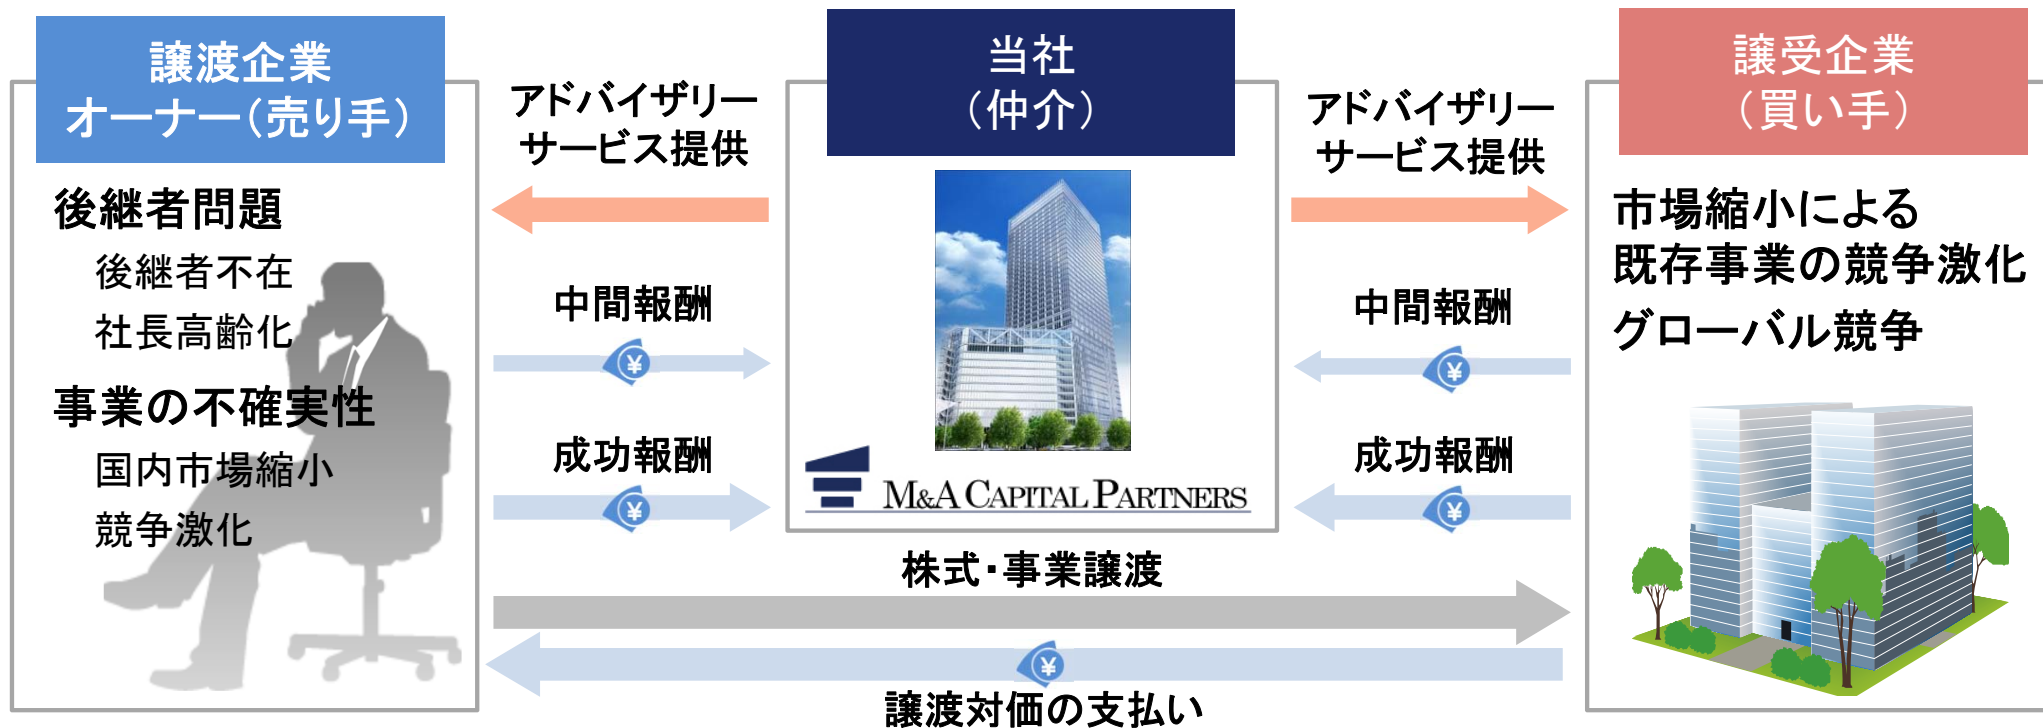 譲渡企業
オーナー（売り手）
後継者問題
後継者不在
社長高齢化
事業の不確実性
国内市場縮小
競争激化
アドバイザリー
サービス提供
中間報酬
¥
成功報酬
¥
当社
（仲介）
M&A CAPITAL PARTNERS
アドバイザリー
サービス提供
中間報酬
¥
成功報酬
¥
譲受企業
（買い手）
市場縮小による
既存事業の競争激化
グローバル競争
株式・事業譲渡
¥
譲渡対価の支払い